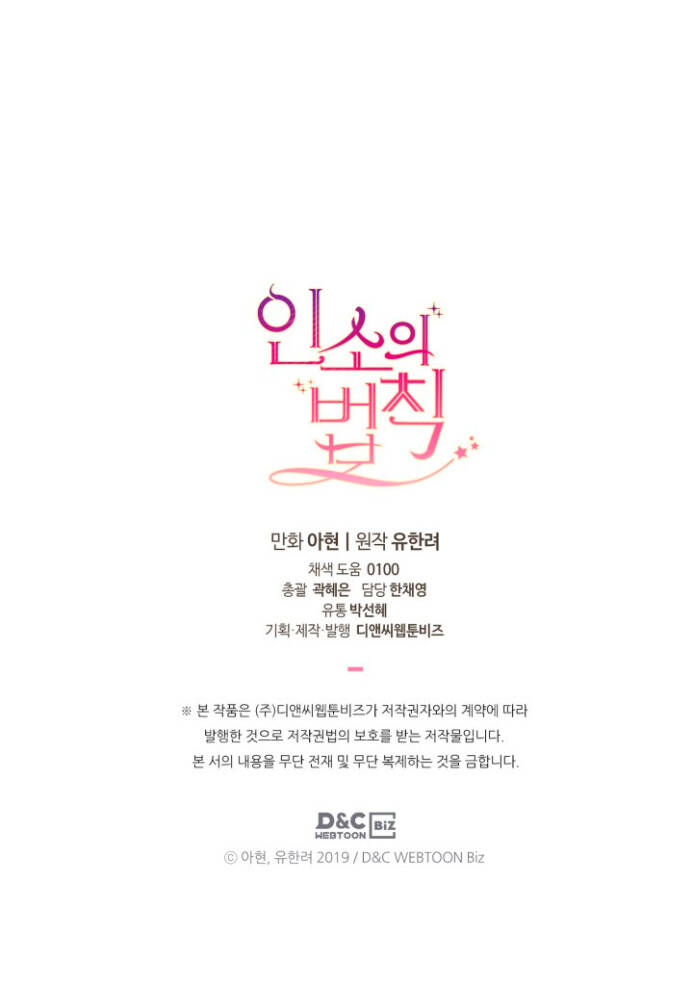 인소의
법칙
만화 아현 | 원작 유한려
채색 도움 0100
총괄 곽혜은 담당 한채영
유통 박선혜
기획·제작·발행 디앤씨웹툰비즈
※ 본 작품은 (주)디앤씨웹툰비즈가 저작권자와의 계약에 따라
발행한 것으로 저작권법의 보호를 받는 저작물입니다.
본 서의 내용을 무단 전재 및 무단 복제하는 것을 금합니다.
D&C
WEBTOON BiZ
ⓒ 아현, 유한려 2019 / D&C WEBTOON Biz